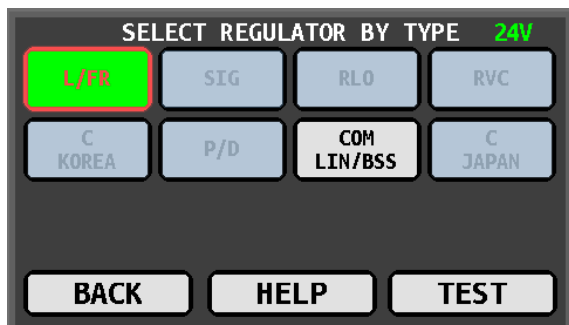 SELECT REGULATOR BY TYPE 24V
L/FR SIG RLO RVC
C KOREA P/D COM LIN/BSS C JAPAN
BACK HELP TEST